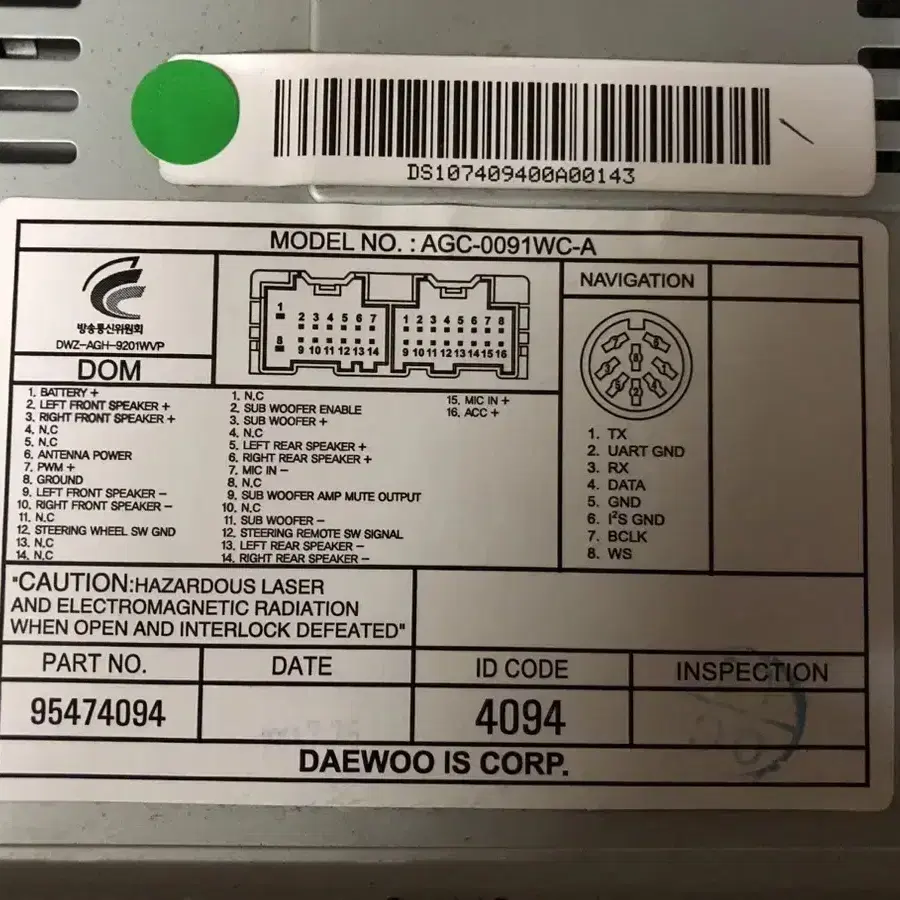 DS107409400A00143
MODEL NO. : AGC-0091WC-A
방송통신위원회
DWZ-AGH-9201WVP
DOM
1 2 3 4 5 6 7
8 9 10 11 12 13 14
1 2 3 4 5 6 7 8
9 10 11 12 13 14 15 16
NAVIGATION
1. BATTERY +
2. LEFT FRONT SPEAKER +
3. RIGHT FRONT SPEAKER +
4. N.C
5. N.C
6. ANTENNA POWER
7. PWM +
8. GROUND
9. LEFT FRONT SPEAKER -
10. RIGHT FRONT SPEAKER -
11. N.C
12. STEERING WHEEL SW GND
13. N.C
14. N.C
1. N.C
2. SUB WOOFER ENABLE
3. SUB WOOFER +
4. N.C
5. LEFT REAR SPEAKER +
6. RIGHT REAR SPEAKER +
7. MIC IN -
8. N.C
9. SUB WOOFER AMP MUTE OUTPUT
10. N.C
11. SUB WOOFER -
12. STEERING REMOTE SW SIGNAL
13. LEFT REAR SPEAKER -
14. RIGHT REAR SPEAKER -
15. MIC IN +
16. ACC +
1. TX
2. UART GND
3. RX
4. DATA
5. GND
6. I²S GND
7. BCLK
8. WS
"CAUTION:HAZARDOUS LASER
AND ELECTROMAGNETIC RADIATION
WHEN OPEN AND INTERLOCK DEFEATED"
PART NO. DATE ID CODE INSPECTION
95474094 4094
DAEWOO IS CORP.